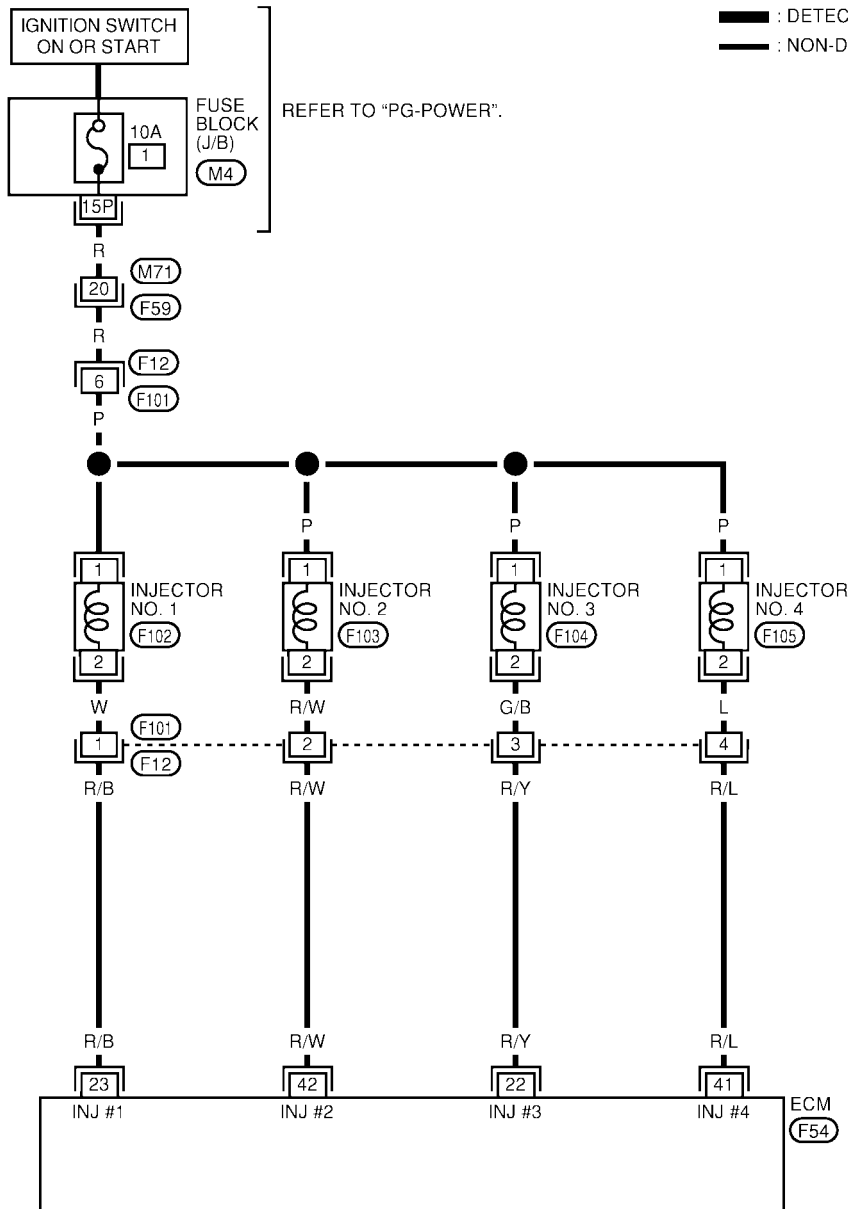 IGNITION SWITCH
ON OR START
: DETEC
: NON-D
REFER TO “PG-POWER”.
FUSE
BLOCK
(J/B)
M4
10A
1
15P
R
M71
20
F59
R
F12
6
F101
P
P
P
P
1
1
1
1
INJECTOR
NO. 1
F102
INJECTOR
NO. 2
F103
INJECTOR
NO. 3
F104
INJECTOR
NO. 4
F105
2
2
2
2
W
R/W
G/B
L
F101
1
2
3
4
F12
R/B
R/W
R/Y
R/L
R/B
R/W
R/Y
R/L
23
42
22
41
INJ #1
INJ #2
INJ #3
INJ #4
ECM
F54